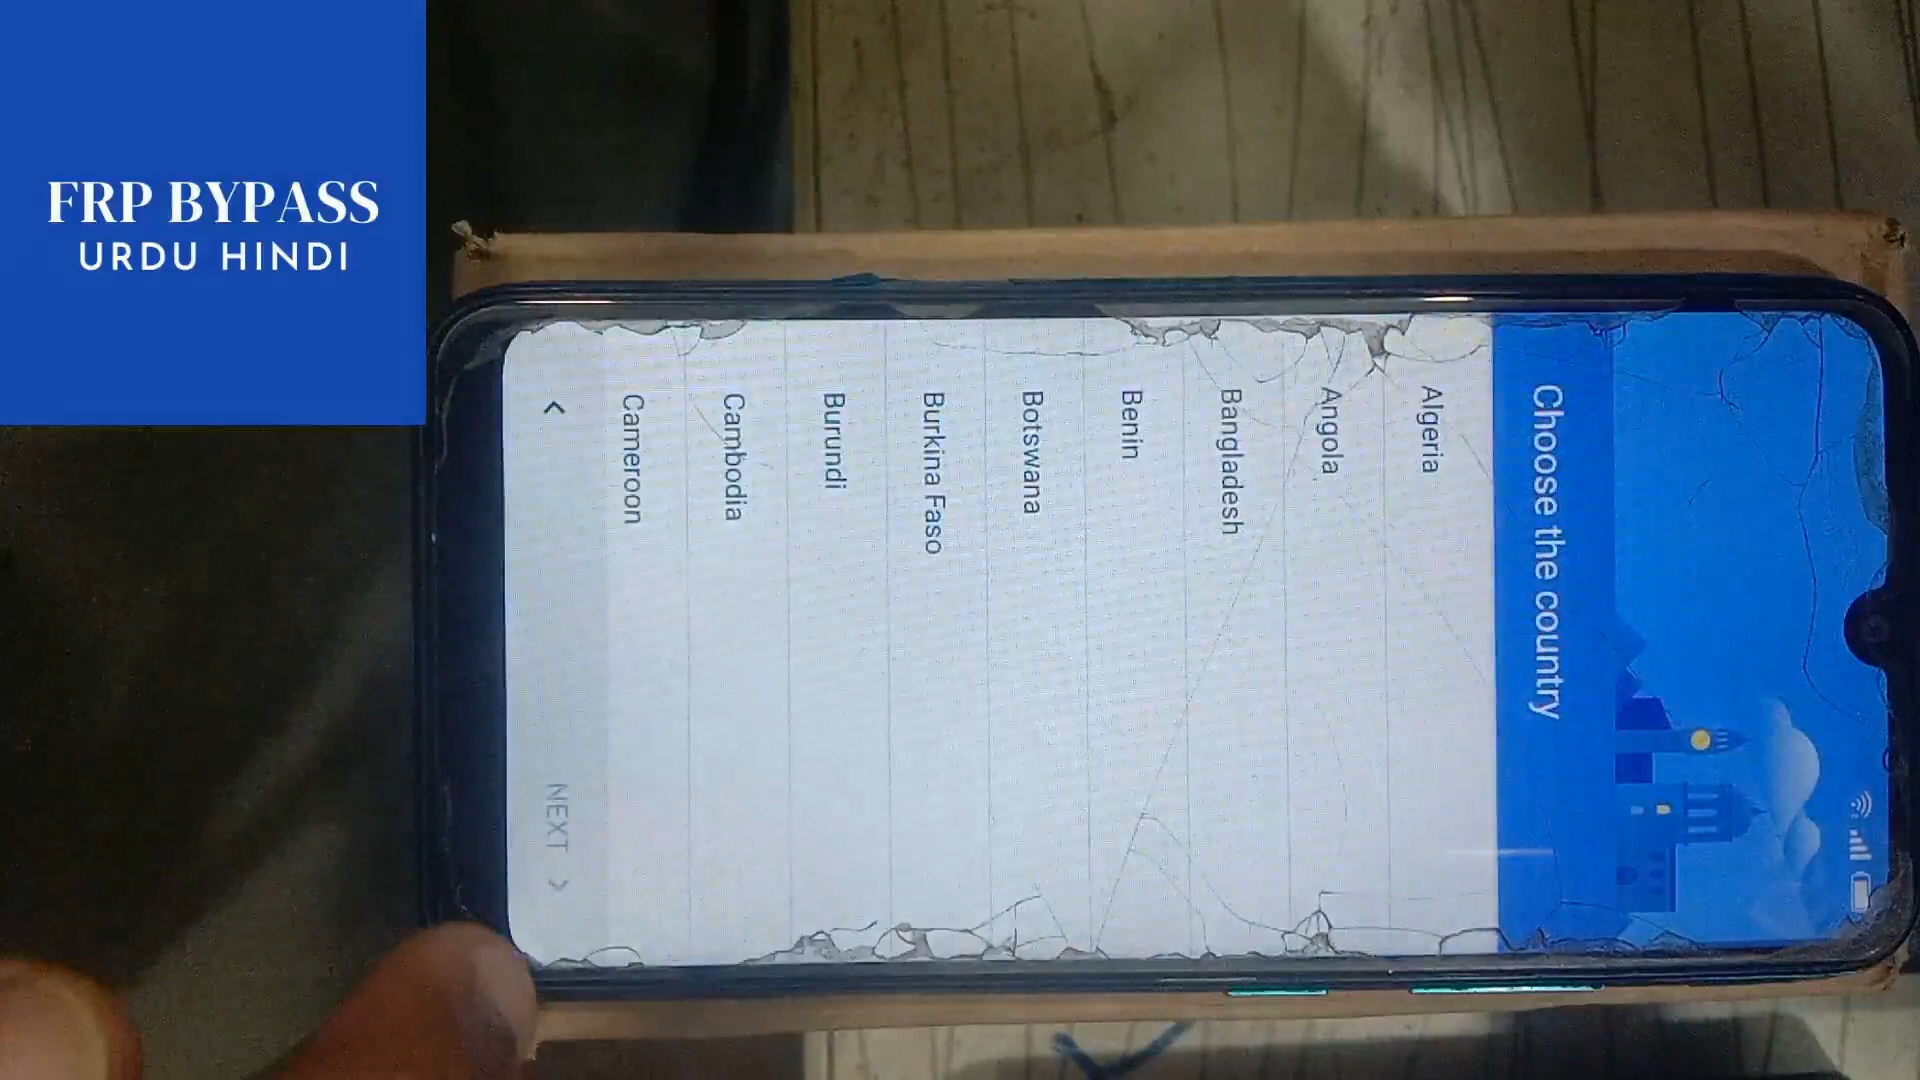 FRP BYPASS
URDU HINDI
Choose the country
Algeria
Angola
Bangladesh
Benin
Botswana
Burkina Faso
Burundi
Cambodia
Cameroon
NEXT